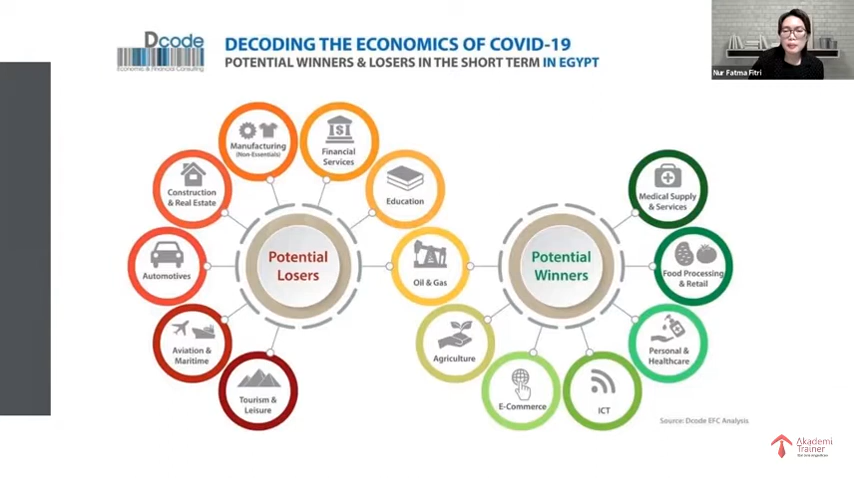 Dcode
Economic & Financial Consulting
DECODING THE ECONOMICS OF COVID-19
POTENTIAL WINNERS & LOSERS IN THE SHORT TERM IN EGYPT
Nur Fatma Fitri
Manufacturing
(Non-Essentials)
Financial
Services
Construction
& Real Estate
Education
Automotives
Potential
Losers
Oil & Gas
Aviation &
Maritime
Tourism &
Leisure
Potential
Winners
Medical Supply
& Services
Food Processing
& Retail
Personal &
Healthcare
Agriculture
E-Commerce
ICT
Source: Dcode EFC Analysis
Akademi
Trainer